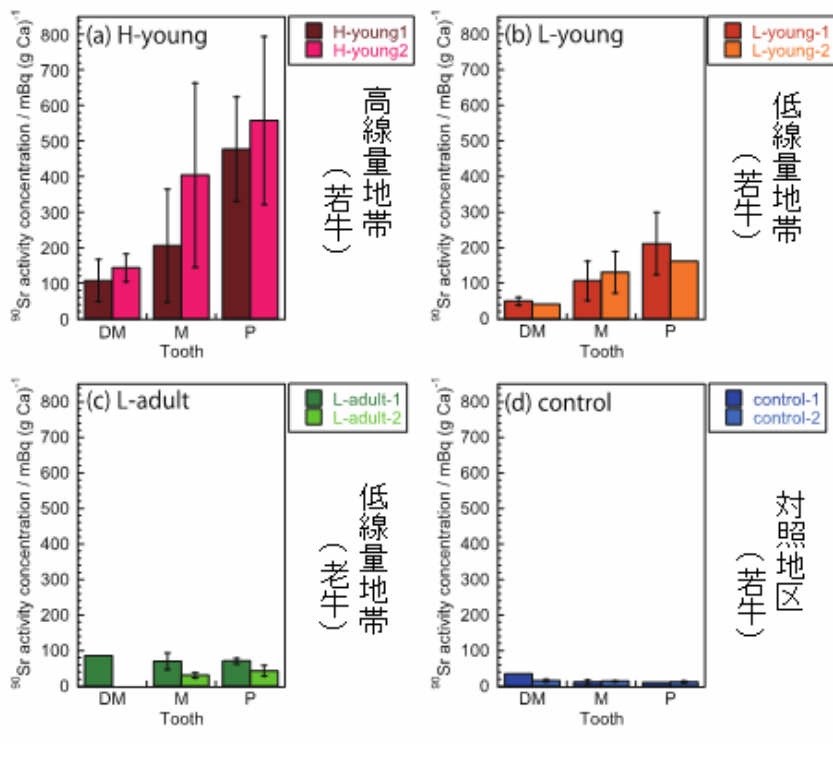 (a) H-young
H-young1
H-young2
高線量地帯
（若牛）
⁹⁰Sr activity concentration / mBq (g Ca)⁻¹
800
700
600
500
400
300
200
100
0
DM M P
Tooth
(b) L-young
L-young-1
L-young-2
低線量地帯
（若牛）
⁹⁰Sr activity concentration / mBq (g Ca)⁻¹
800
700
600
500
400
300
200
100
0
DM M P
Tooth
(c) L-adult
L-adult-1
L-adult-2
低線量地帯
（老牛）
⁹⁰Sr activity concentration / mBq (g Ca)⁻¹
800
700
600
500
400
300
200
100
0
DM M P
Tooth
(d) control
control-1
control-2
対照地区
（若牛）
⁹⁰Sr activity concentration / mBq (g Ca)⁻¹
800
700
600
500
400
300
200
100
0
DM M P
Tooth